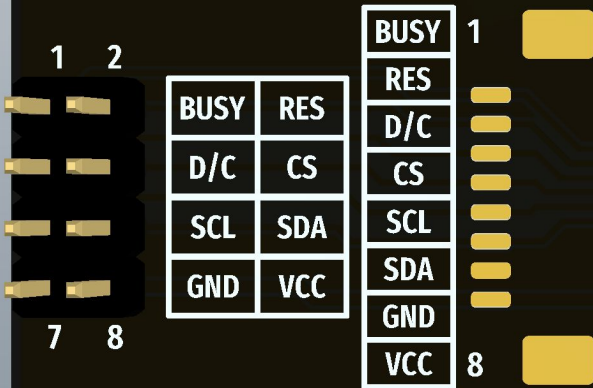 1 2
BUSY RES
D/C CS
SCL SDA
GND VCC
7 8
BUSY 1
RES
D/C
CS
SCL
SDA
GND
VCC 8